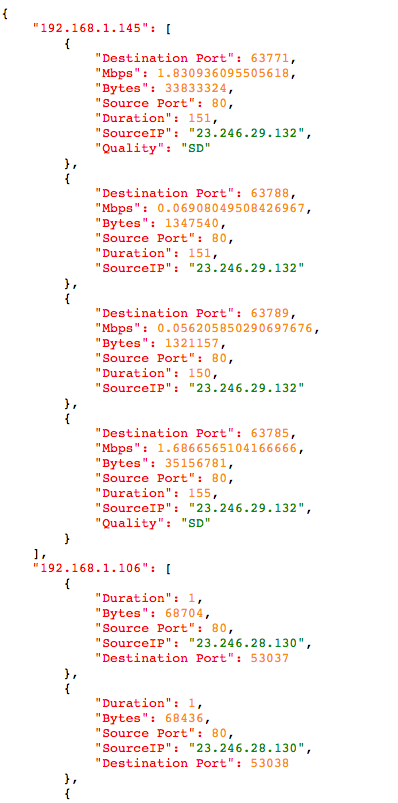 {
    "192.168.1.145": [
        {
            "Destination Port": 63771,
            "Mbps": 1.830936095505618,
            "Bytes": 33833324,
            "Source Port": 80,
            "Duration": 151,
            "SourceIP": "23.246.29.132",
            "Quality": "SD"
        },
        {
            "Destination Port": 63788,
            "Mbps": 0.06908049508426967,
            "Bytes": 1347540,
            "Source Port": 80,
            "Duration": 151,
            "SourceIP": "23.246.29.132"
        },
        {
            "Destination Port": 63789,
            "Mbps": 0.056205850290697676,
            "Bytes": 1321157,
            "Source Port": 80,
            "Duration": 150,
            "SourceIP": "23.246.29.132"
        },
        {
            "Destination Port": 63785,
            "Mbps": 1.6866565104166666,
            "Bytes": 35156781,
            "Source Port": 80,
            "Duration": 155,
            "SourceIP": "23.246.29.132",
            "Quality": "SD"
        }
    ],
    "192.168.1.106": [
        {
            "Duration": 1,
            "Bytes": 68704,
            "Source Port": 80,
            "SourceIP": "23.246.28.130",
            "Destination Port": 53037
        },
        {
            "Duration": 1,
            "Bytes": 68436,
            "Source Port": 80,
            "SourceIP": "23.246.28.130",
            "Destination Port": 53038
        },
        {